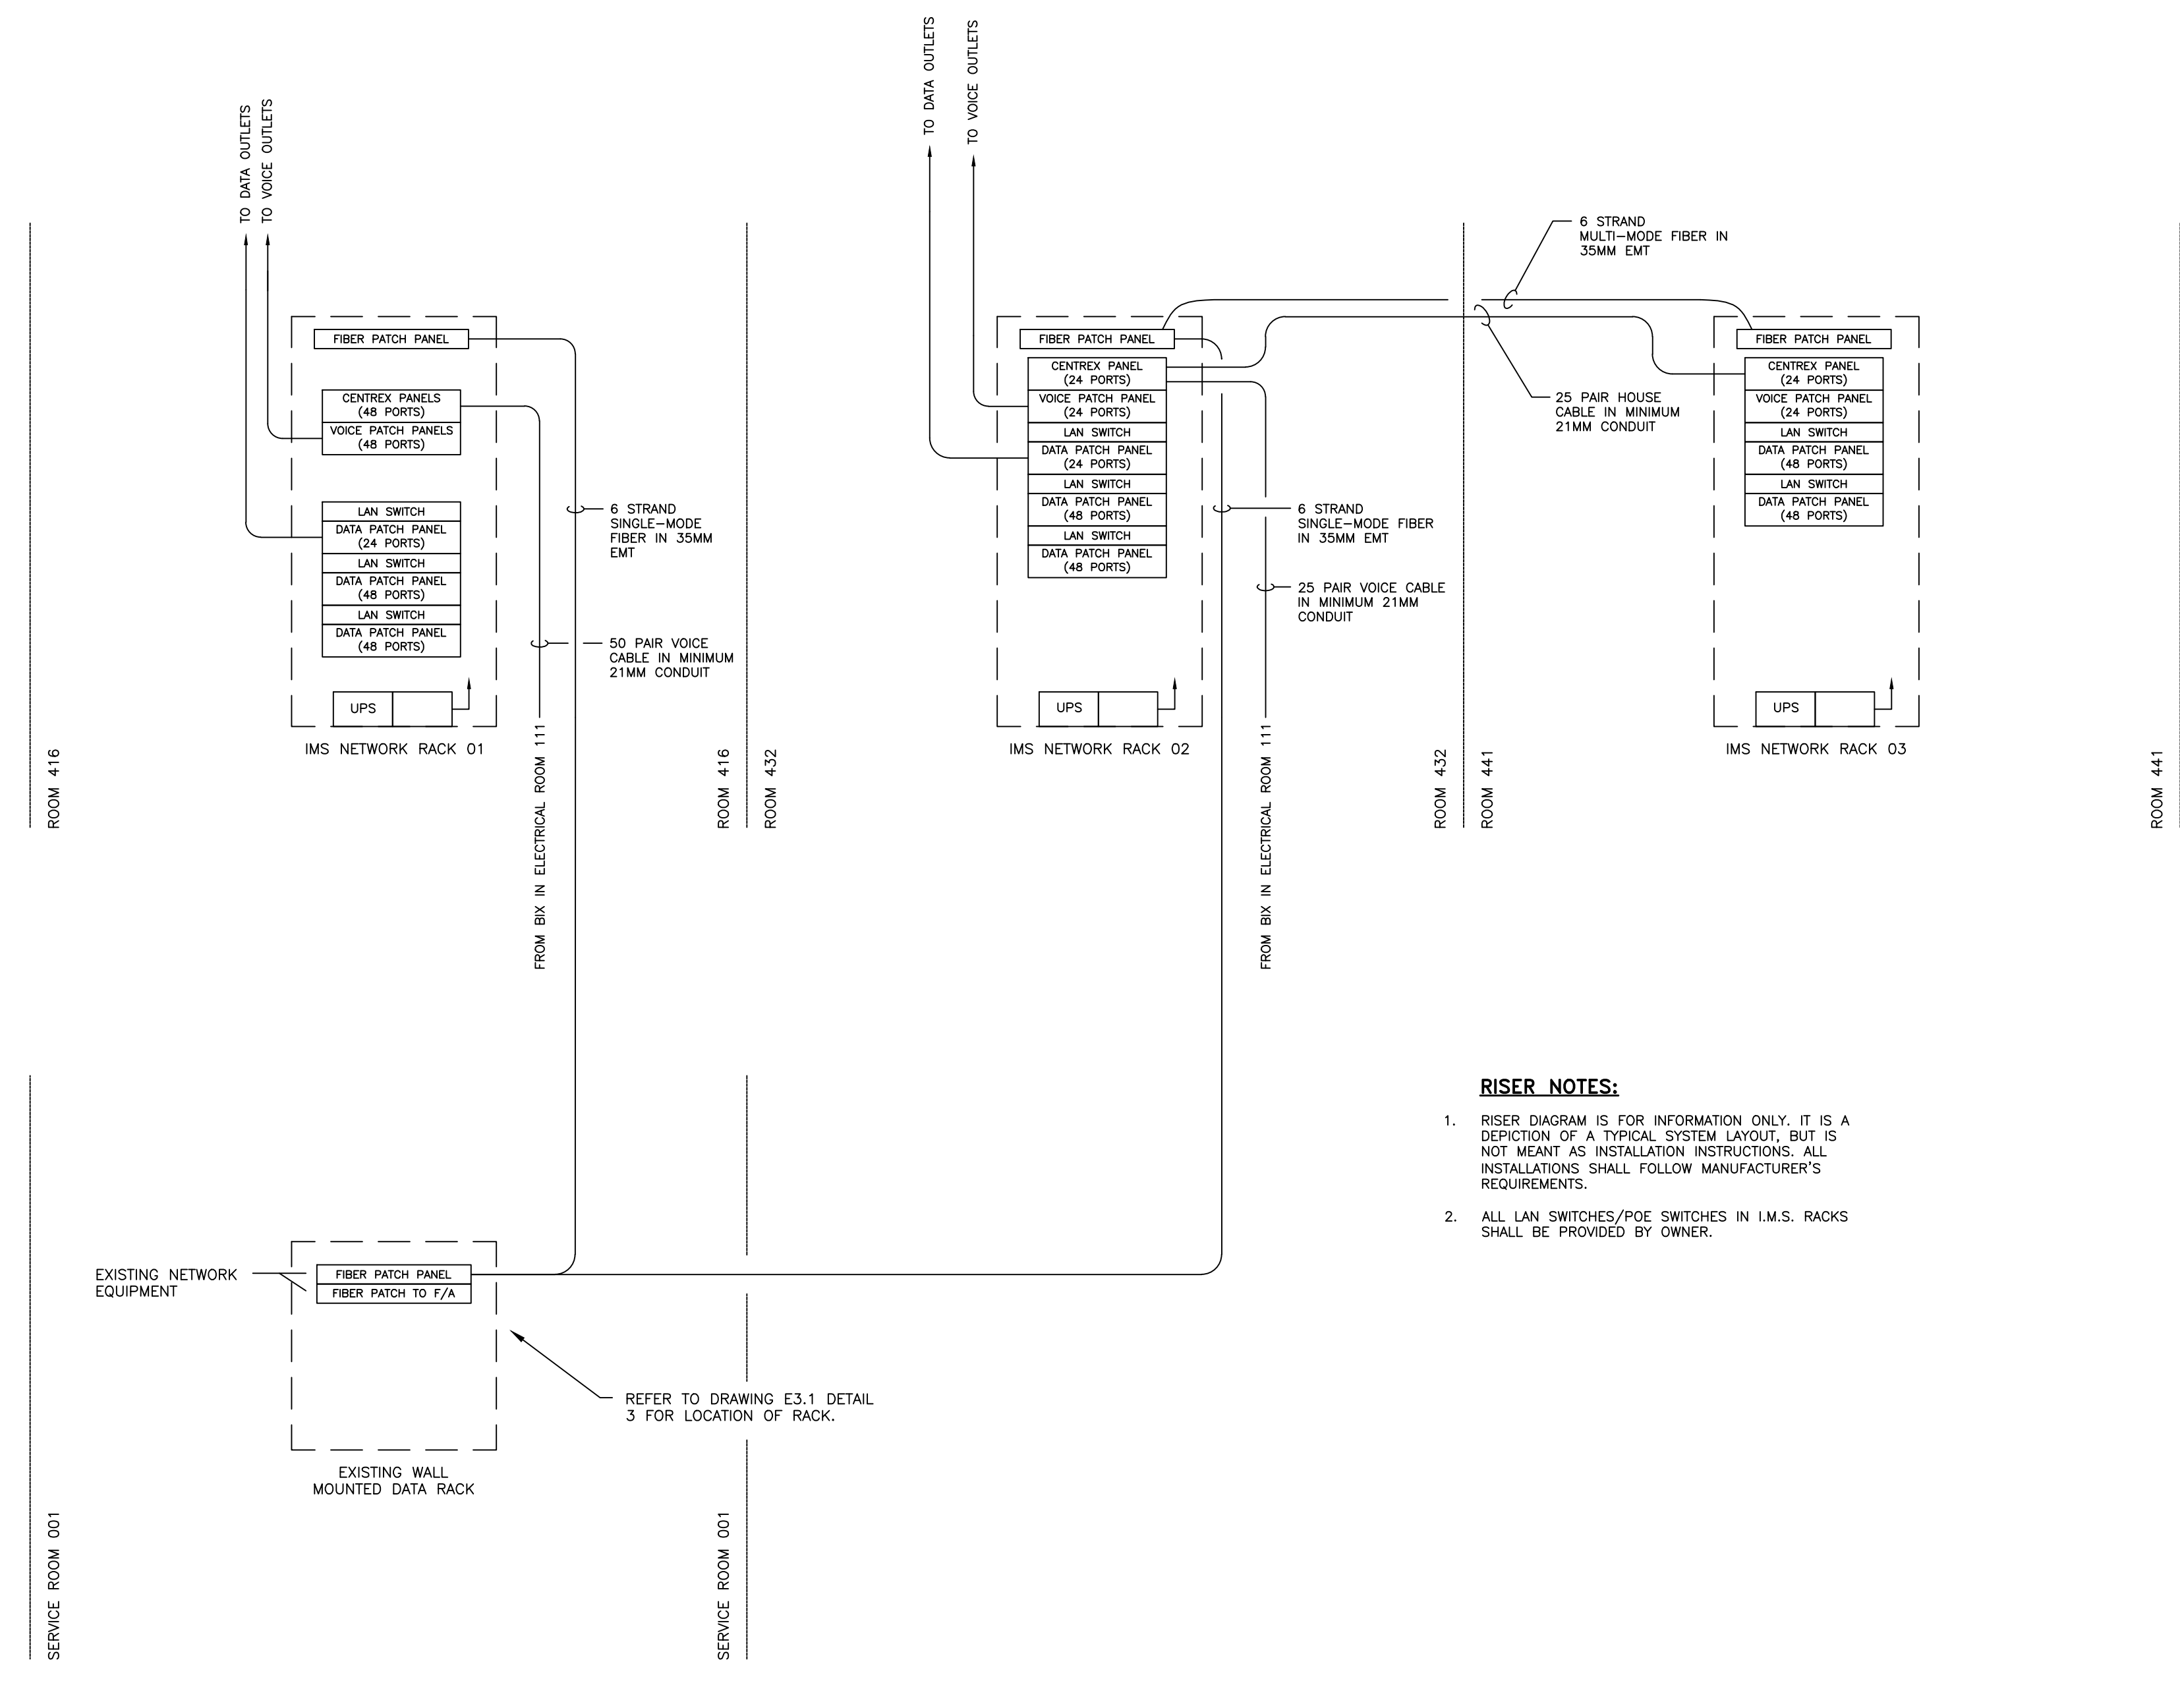 TO DATA OUTLETS
TO VOICE OUTLETS
FIBER PATCH PANEL
CENTREX PANELS
(48 PORTS)
VOICE PATCH PANELS
(48 PORTS)
LAN SWITCH
DATA PATCH PANEL
(24 PORTS)
LAN SWITCH
DATA PATCH PANEL
(48 PORTS)
LAN SWITCH
DATA PATCH PANEL
(48 PORTS)
UPS
IMS NETWORK RACK 01
6 STRAND
SINGLE-MODE
FIBER IN 35MM
EMT
50 PAIR VOICE
CABLE IN MINIMUM
21MM CONDUIT
FROM BIX IN ELECTRICAL ROOM 111
ROOM 416
ROOM 416
ROOM 432
TO DATA OUTLETS
TO VOICE OUTLETS
FIBER PATCH PANEL
CENTREX PANEL
(24 PORTS)
VOICE PATCH PANEL
(24 PORTS)
LAN SWITCH
DATA PATCH PANEL
(24 PORTS)
LAN SWITCH
DATA PATCH PANEL
(48 PORTS)
LAN SWITCH
DATA PATCH PANEL
(48 PORTS)
UPS
IMS NETWORK RACK 02
6 STRAND
SINGLE-MODE FIBER
IN 35MM EMT
25 PAIR VOICE CABLE
IN MINIMUM 21MM
CONDUIT
FROM BIX IN ELECTRICAL ROOM 111
ROOM 432
ROOM 441
6 STRAND
MULTI-MODE FIBER IN
35MM EMT
25 PAIR HOUSE
CABLE IN MINIMUM
21MM CONDUIT
FIBER PATCH PANEL
CENTREX PANEL
(24 PORTS)
VOICE PATCH PANEL
(24 PORTS)
LAN SWITCH
DATA PATCH PANEL
(48 PORTS)
LAN SWITCH
DATA PATCH PANEL
(48 PORTS)
UPS
IMS NETWORK RACK 03
ROOM 441
EXISTING NETWORK
EQUIPMENT
FIBER PATCH PANEL
FIBER PATCH TO F/A
REFER TO DRAWING E3.1 DETAIL
3 FOR LOCATION OF RACK.
EXISTING WALL
MOUNTED DATA RACK
SERVICE ROOM 001
SERVICE ROOM 001
RISER NOTES:
1. RISER DIAGRAM IS FOR INFORMATION ONLY. IT IS A
DEPICTION OF A TYPICAL SYSTEM LAYOUT, BUT IS
NOT MEANT AS INSTALLATION INSTRUCTIONS. ALL
INSTALLATIONS SHALL FOLLOW MANUFACTURER'S
REQUIREMENTS.
2. ALL LAN SWITCHES/POE SWITCHES IN I.M.S. RACKS
SHALL BE PROVIDED BY OWNER.